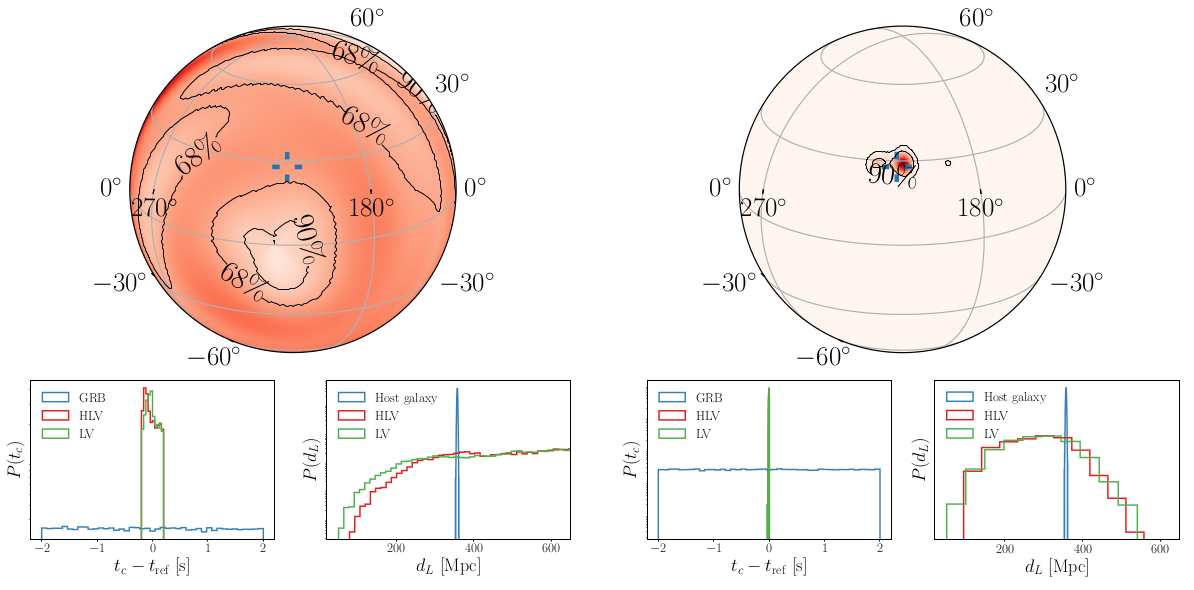 60°
68%
90%
30°
68%
68%
0°
0°
270°
180°
90%
68%
−30°
−30°
−60°
60°
30°
90%
0°
0°
270°
180°
−30°
−30°
−60°
GRB
HLV
LV
P(t_c)
−2 −1 0 1 2
t_c − t_ref [s]
Host galaxy
HLV
LV
P(d_L)
200 400 600
d_L [Mpc]
GRB
HLV
LV
P(t_c)
−2 −1 0 1 2
t_c − t_ref [s]
Host galaxy
HLV
LV
P(d_L)
200 400 600
d_L [Mpc]